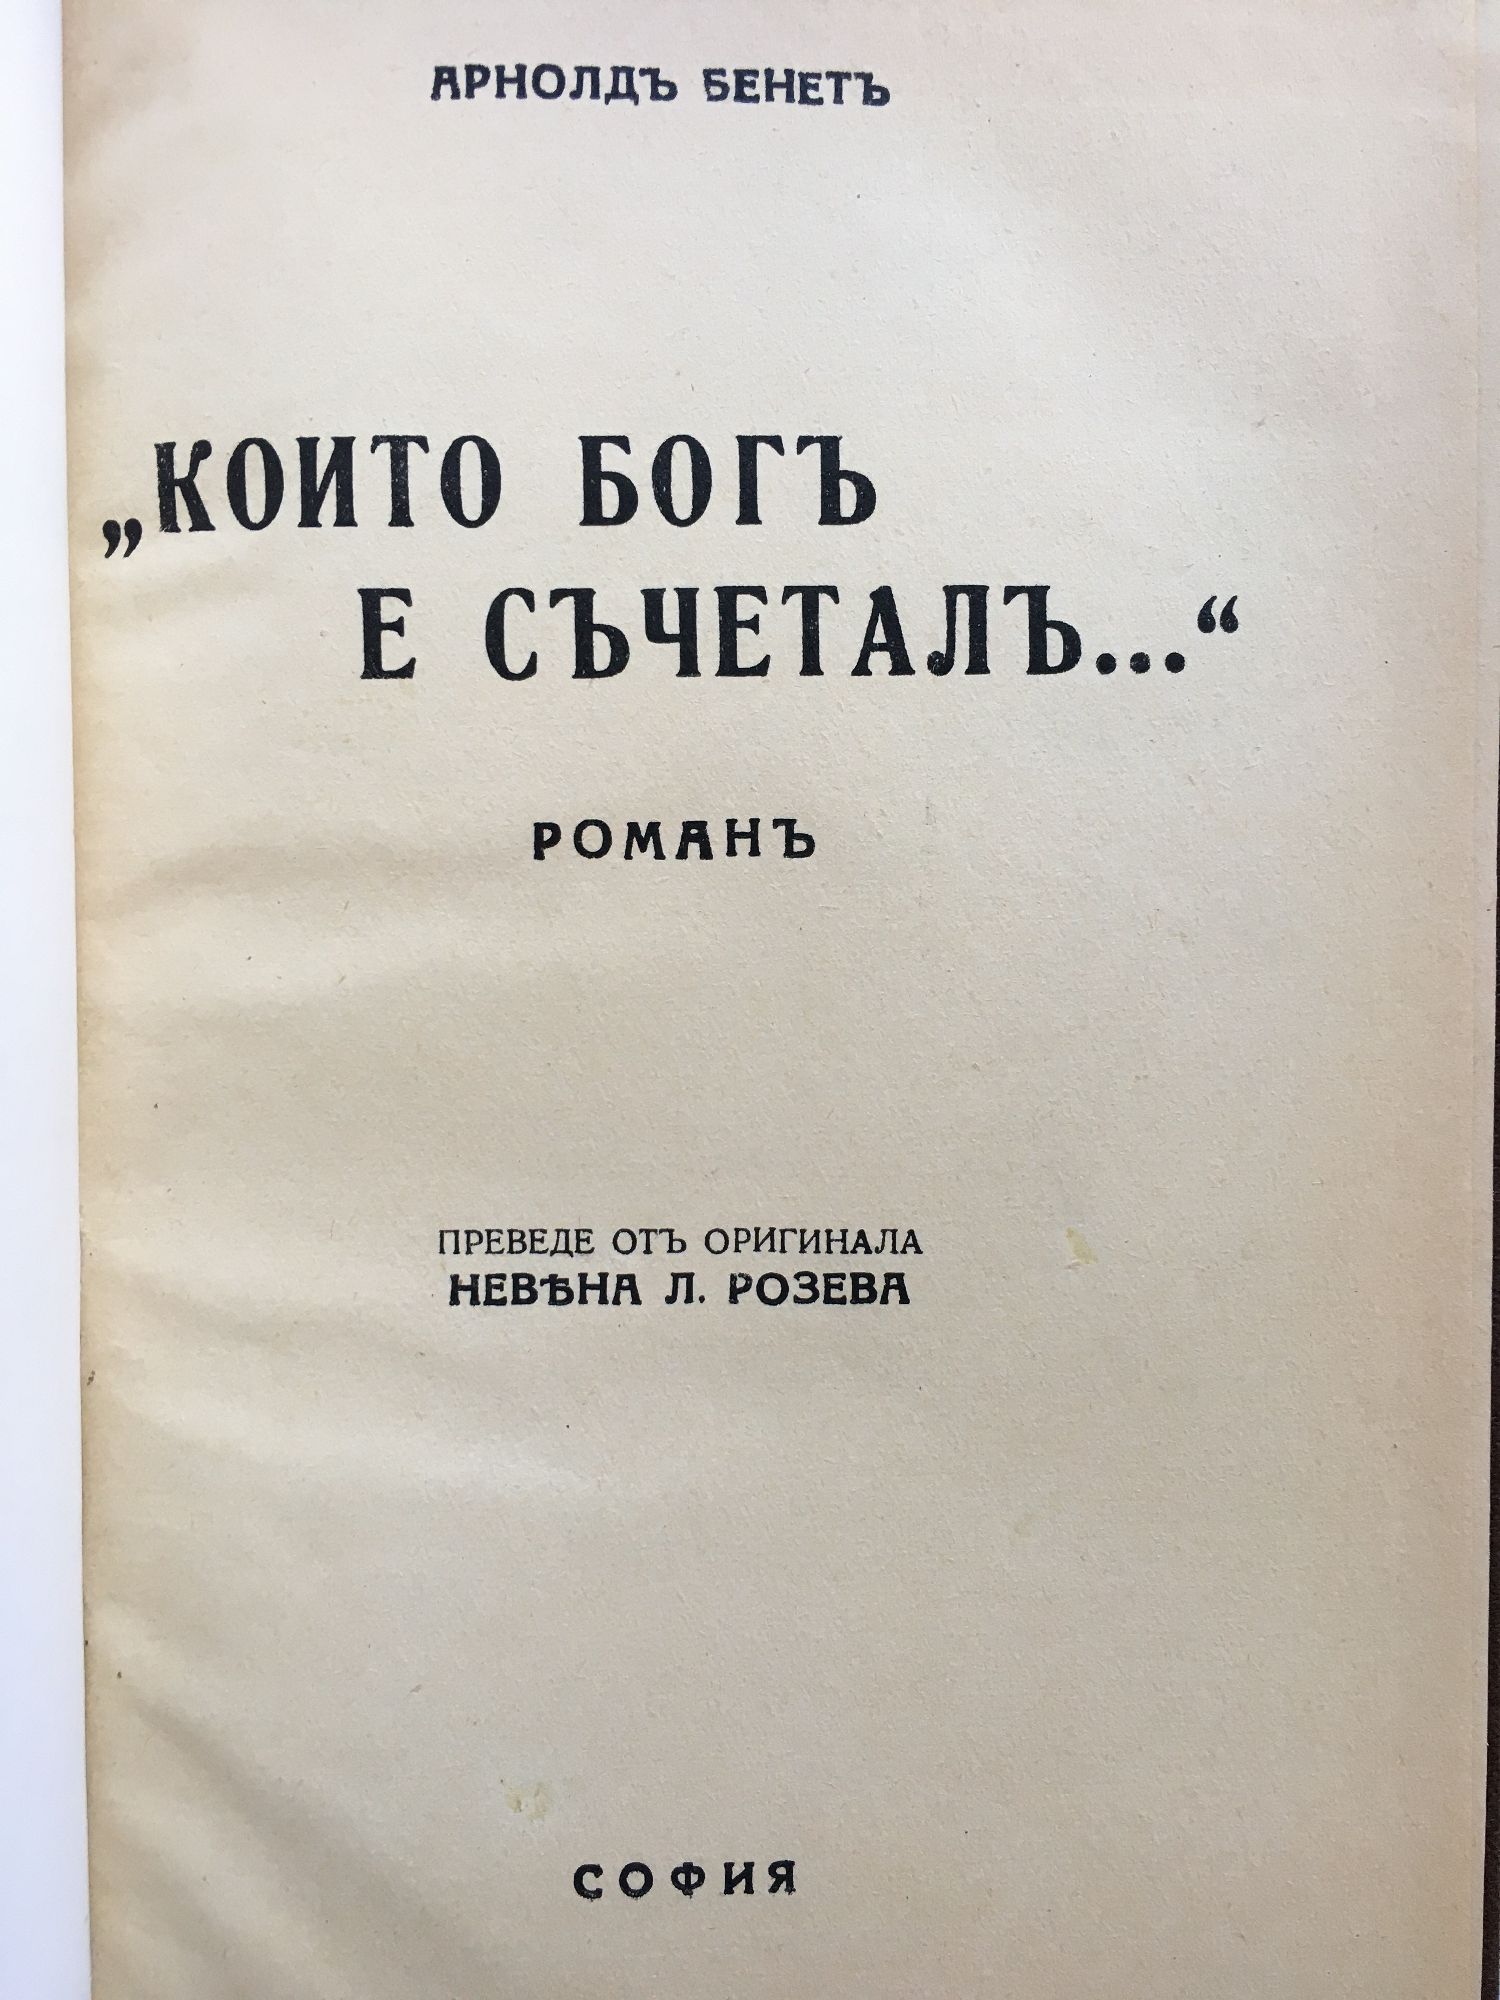 АРНОЛДЪ БЕНЕТЪ
„КОИТО БОГЪ
Е СЪЧЕТАЛЪ...“
РОМАНЪ
ПРЕВЕДЕ ОТЪ ОРИГИНАЛА
НЕВѢНА Л. РОЗЕВА
СОФИЯ